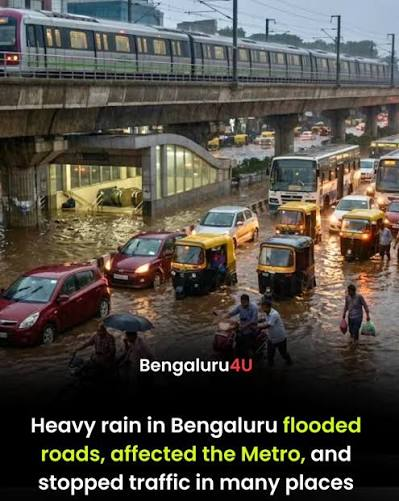 Bengaluru4U
Heavy rain in Bengaluru flooded
roads, affected the Metro, and
stopped traffic in many places